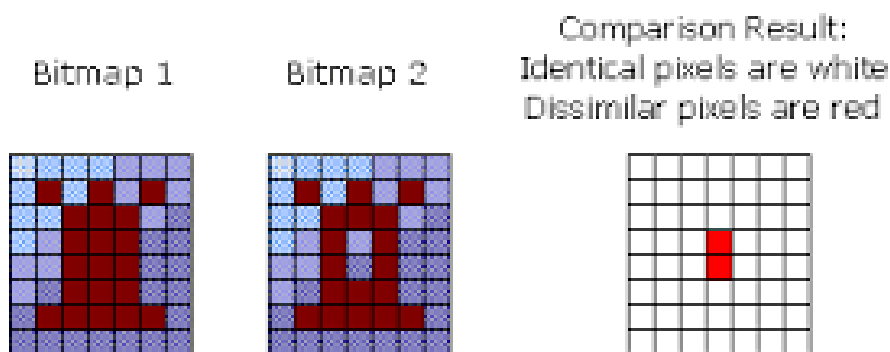 Bitmap 1
Bitmap 2
Comparison Result:
Identical pixels are white
Dissimilar pixels are red